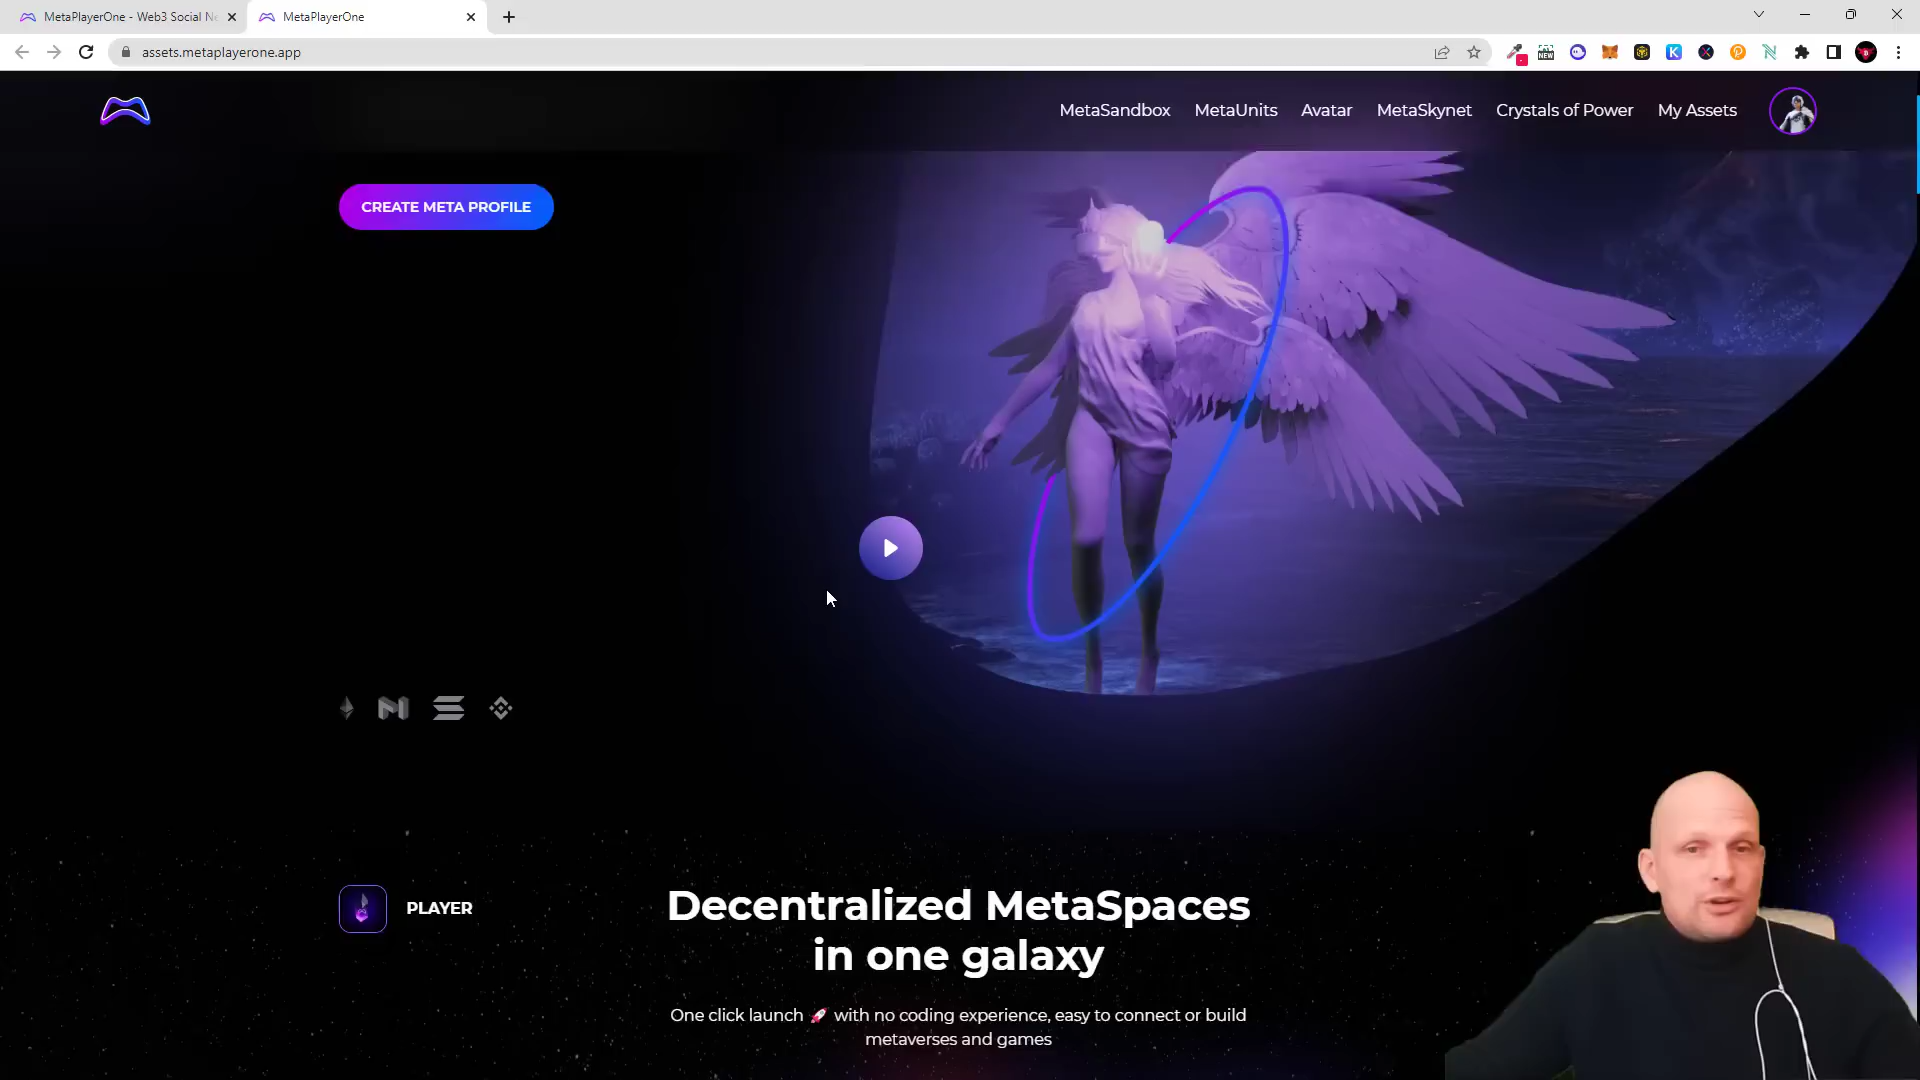 MetaPlayerOne - Web3 Social Ne
MetaPlayerOne
assets.metaplayerone.app
NEW
MetaSandbox
MetaUnits
Avatar
MetaSkynet
Crystals of Power
My Assets
CREATE META PROFILE
PLAYER
Decentralized MetaSpaces
in one galaxy
One click launch 🚀 with no coding experience, easy to connect or build
metaverses and games